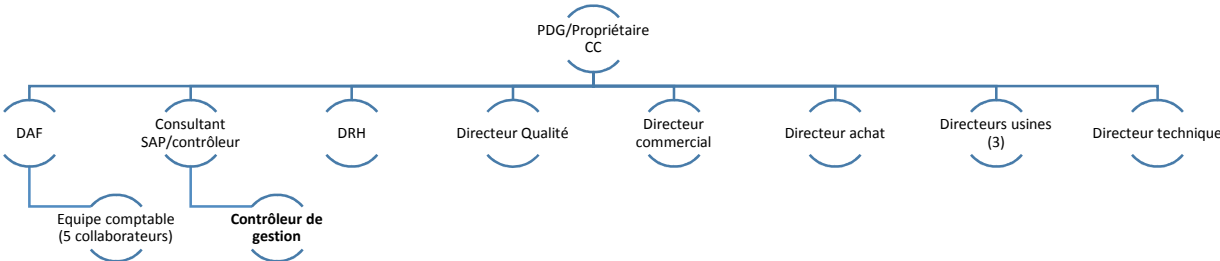 PDG/Propriétaire
CC
DAF
Consultant
SAP/contrôleur
DRH
Directeur Qualité
Directeur
commercial
Directeur achat
Directeurs usines
(3)
Directeur technique
Equipe comptable
(5 collaborateurs)
Contrôleur de
gestion